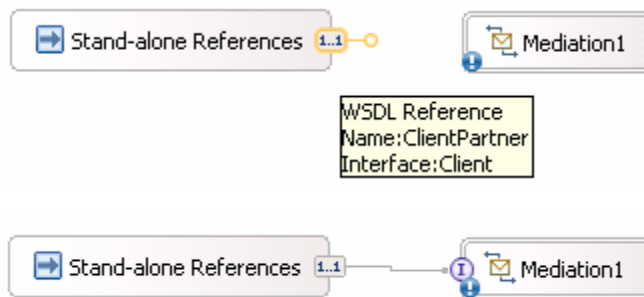 Stand-alone References 1..1
Mediation1
WSDL Reference
Name:ClientPartner
Interface:Client
Stand-alone References 1..1
I
Mediation1